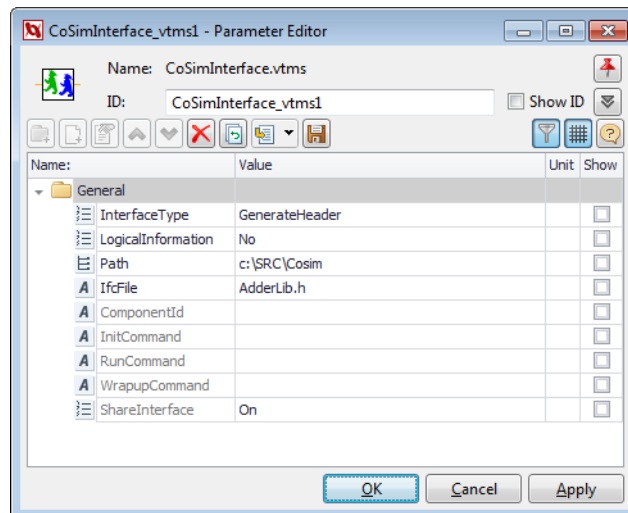 CoSimInterface_vtms1 - Parameter Editor
Name: CoSimInterface.vtms
ID: CoSimInterface_vtms1 Show ID
Name: Value Unit Show
General
InterfaceType GenerateHeader
LogicalInformation No
Path c:\SRC\Cosim
A IfcFile AdderLib.h
A ComponentId
A InitCommand
A RunCommand
A WrapupCommand
ShareInterface On
OK Cancel Apply